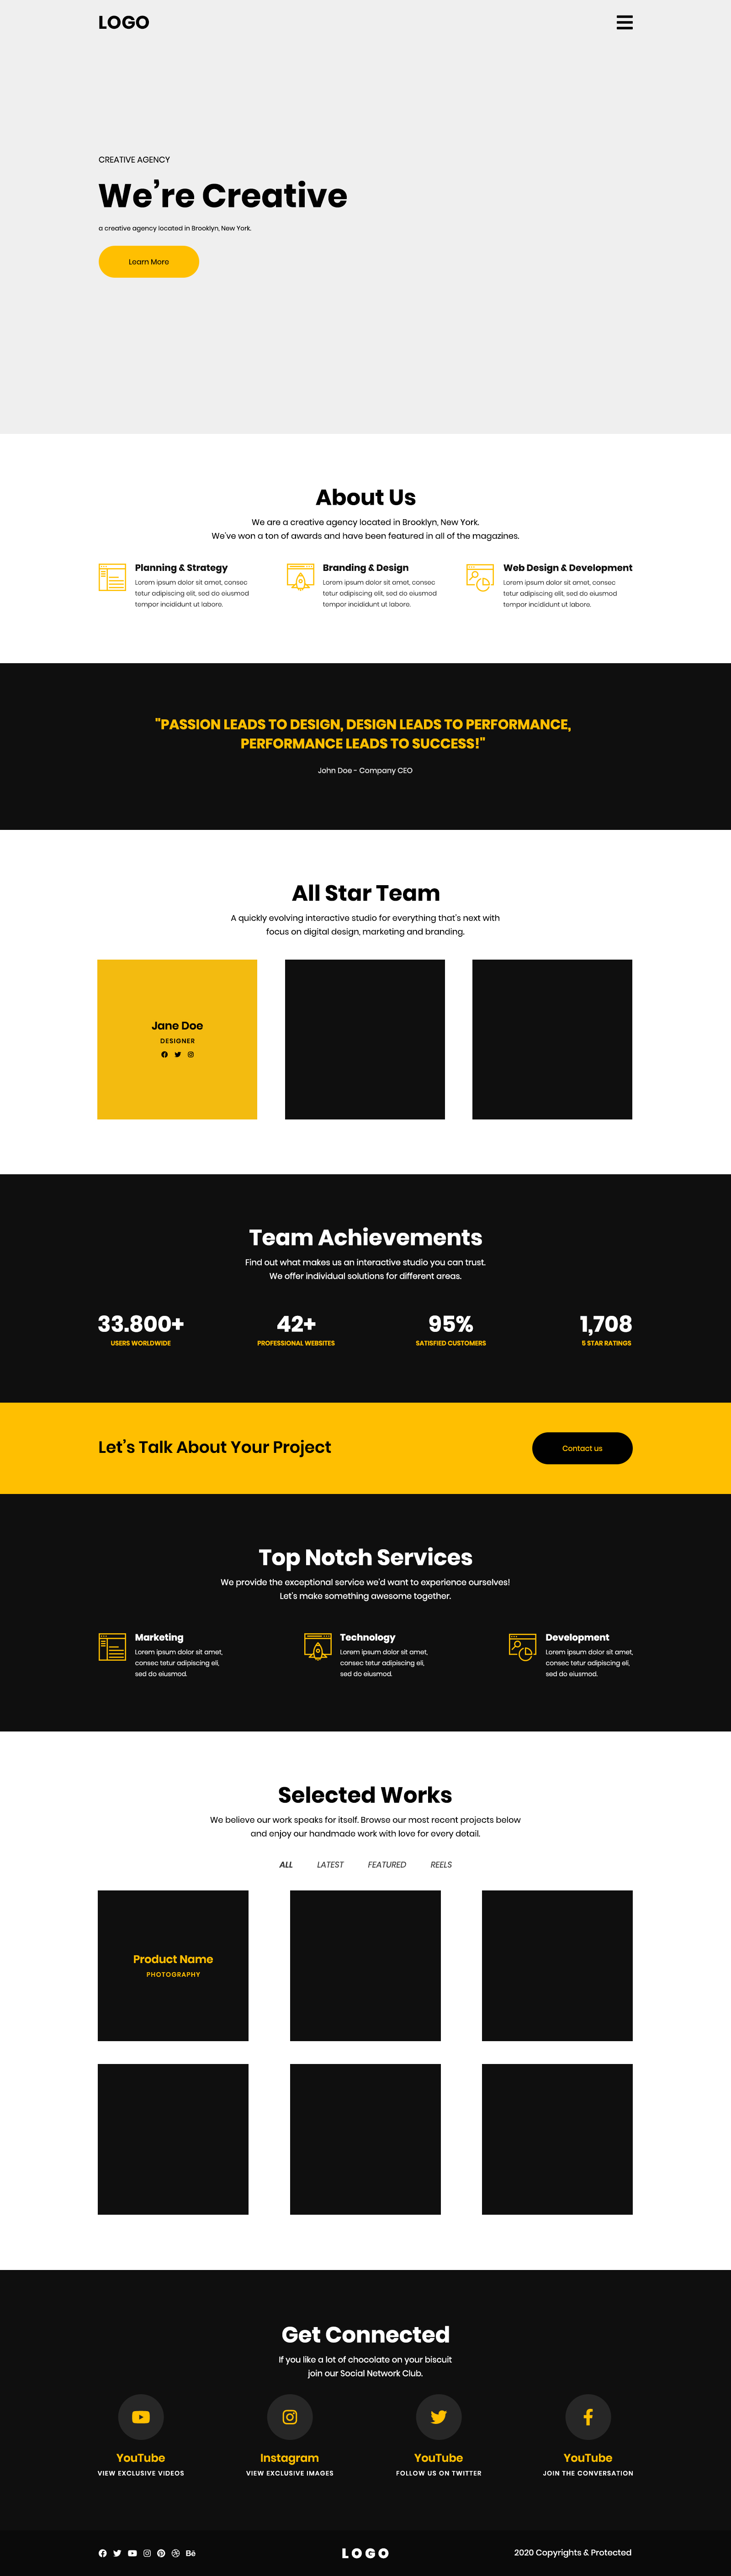 LOGO
CREATIVE AGENCY
We’re Creative
a creative agency located in Brooklyn, New York.
Learn More
About Us
We are a creative agency located in Brooklyn, New York.
We’ve won a ton of awards and have been featured in all of the magazines.
Planning & Strategy
Lorem ipsum dolor sit amet, consec
tetur adipiscing elit, sed do eiusmod
tempor incididunt ut labore.
Branding & Design
Lorem ipsum dolor sit amet, consec
tetur adipiscing elit, sed do eiusmod
tempor incididunt ut labore.
Web Design & Development
Lorem ipsum dolor sit amet, consec
tetur adipiscing elit, sed do eiusmod
tempor incididunt ut labore.
"PASSION LEADS TO DESIGN, DESIGN LEADS TO PERFORMANCE,
PERFORMANCE LEADS TO SUCCESS!"
John Doe - Company CEO
All Star Team
A quickly evolving interactive studio for everything that's next with
focus on digital design, marketing and branding.
Jane Doe
DESIGNER
Team Achievements
Find out what makes us an interactive studio you can trust.
We offer individual solutions for different areas.
33.800+
USERS WORLDWIDE
42+
PROFESSIONAL WEBSITES
95%
SATISFIED CUSTOMERS
1,708
5 STAR RATINGS
Let’s Talk About Your Project
Contact us
Top Notch Services
We provide the exceptional service we'd want to experience ourselves!
Let's make something awesome together.
Marketing
Lorem ipsum dolor sit amet,
consec tetur adipiscing eli,
sed do eiusmod.
Technology
Lorem ipsum dolor sit amet,
consec tetur adipiscing eli,
sed do eiusmod.
Development
Lorem ipsum dolor sit amet,
consec tetur adipiscing eli,
sed do eiusmod.
Selected Works
We believe our work speaks for itself. Browse our most recent projects below
and enjoy our handmade work with love for every detail.
ALL LATEST FEATURED REELS
Product Name
PHOTOGRAPHY
Get Connected
If you like a lot of chocolate on your biscuit
join our Social Network Club.
YouTube
VIEW EXCLUSIVE VIDEOS
Instagram
VIEW EXCLUSIVE IMAGES
YouTube
FOLLOW US ON TWITTER
YouTube
JOIN THE CONVERSATION
LOGO
2020 Copyrights & Protected